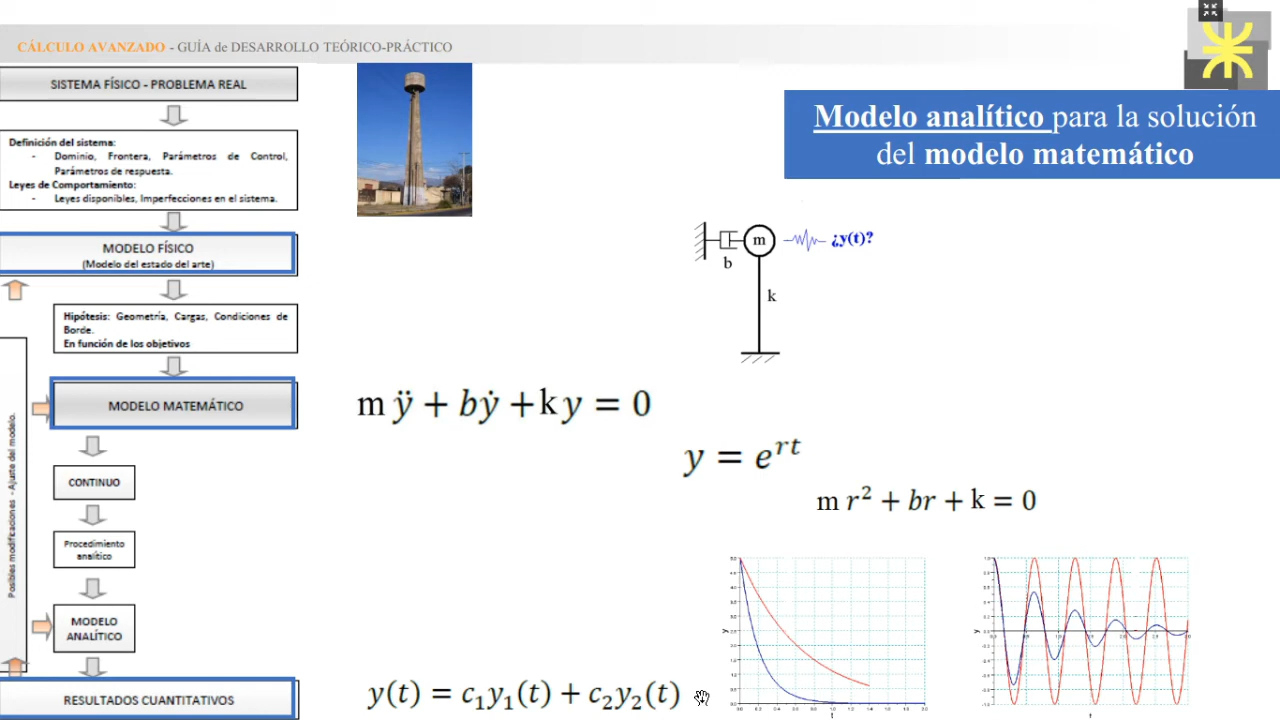 CÁLCULO AVANZADO - GUÍA de DESARROLLO TEÓRICO-PRÁCTICO
SISTEMA FÍSICO - PROBLEMA REAL
Definición del sistema:
- Dominio, Frontera, Parámetros de Control,
Parámetros de respuesta.
Leyes de Comportamiento:
- Leyes disponibles, Imperfecciones en el sistema.
MODELO FÍSICO
(Modelo del estado del arte)
Hipótesis: Geometría, Cargas, Condiciones de
Borde.
En función de los objetivos
MODELO MATEMÁTICO
CONTINUO
Procedimiento
analítico
MODELO
ANALÍTICO
RESULTADOS CUANTITATIVOS
Posibles modificaciones - Ajuste del modelo.
Modelo analítico para la solución
del modelo matemático
m
¿y(t)?
b
k
m ÿ + bẏ + k y = 0
y = e^{rt}
m r² + br + k = 0
y(t) = c₁y₁(t) + c₂y₂(t)
y
t
y